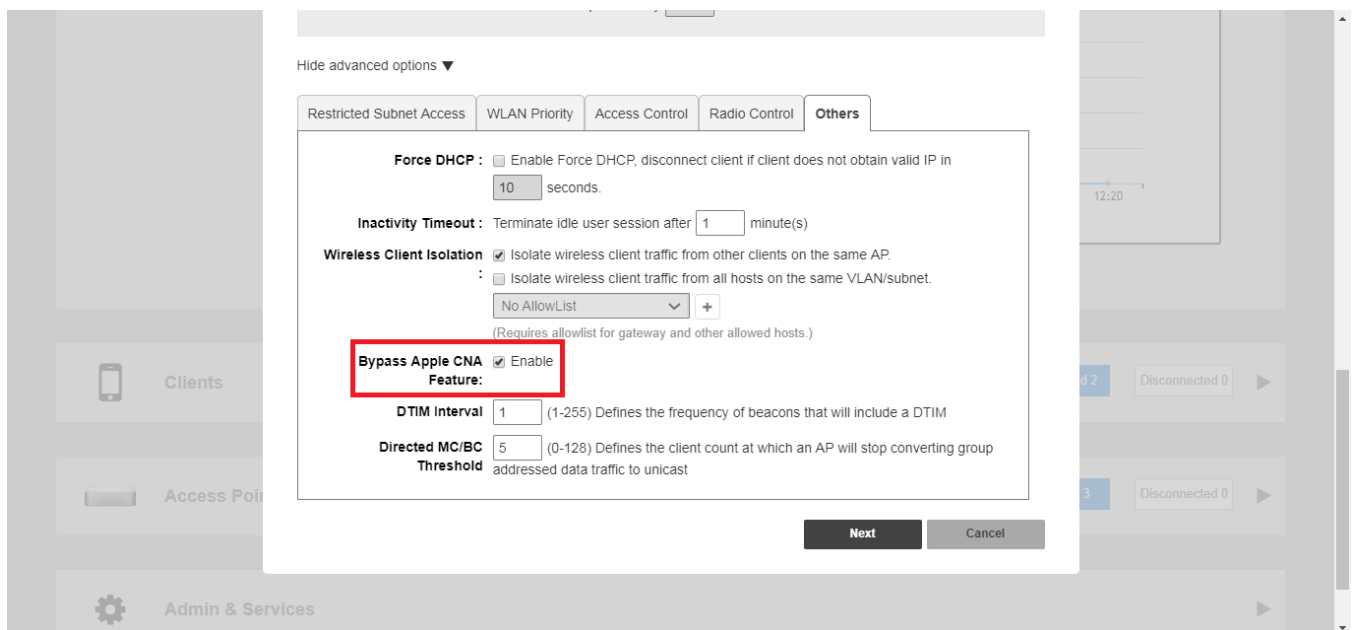 Hide advanced options ▼
Restricted Subnet Access WLAN Priority Access Control Radio Control Others
Force DHCP : Enable Force DHCP, disconnect client if client does not obtain valid IP in
10 seconds.
12:20
Inactivity Timeout : Terminate idle user session after 1 minute(s)
Wireless Client Isolation Isolate wireless client traffic from other clients on the same AP.
: Isolate wireless client traffic from all hosts on the same VLAN/subnet.
No AllowList +
(Requires allowlist for gateway and other allowed hosts.)
Bypass Apple CNA Enable
Feature:
Clients d 2 Disconnected 0
DTIM Interval 1 (1-255) Defines the frequency of beacons that will include a DTIM
Directed MC/BC 5 (0-128) Defines the client count at which an AP will stop converting group
Threshold addressed data traffic to unicast
Access Poi 3 Disconnected 0
Next Cancel
Admin & Services